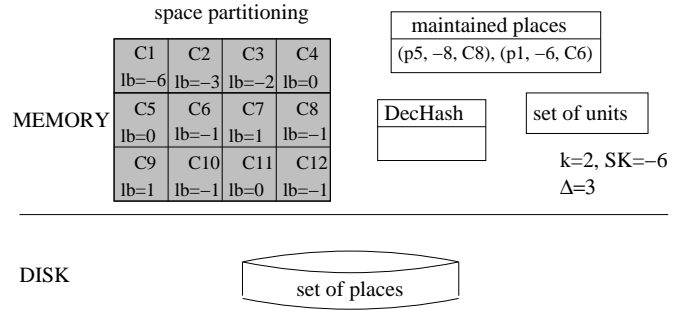 space partitioning
C1 C2 C3 C4
lb=−6 lb=−3 lb=−2 lb=0
C5 C6 C7 C8
lb=0 lb=−1 lb=1 lb=−1
C9 C10 C11 C12
lb=1 lb=−1 lb=0 lb=−1
MEMORY
maintained places
(p5, −8, C8), (p1, −6, C6)
DecHash
set of units
k=2, SK=−6
Δ=3
DISK
set of places